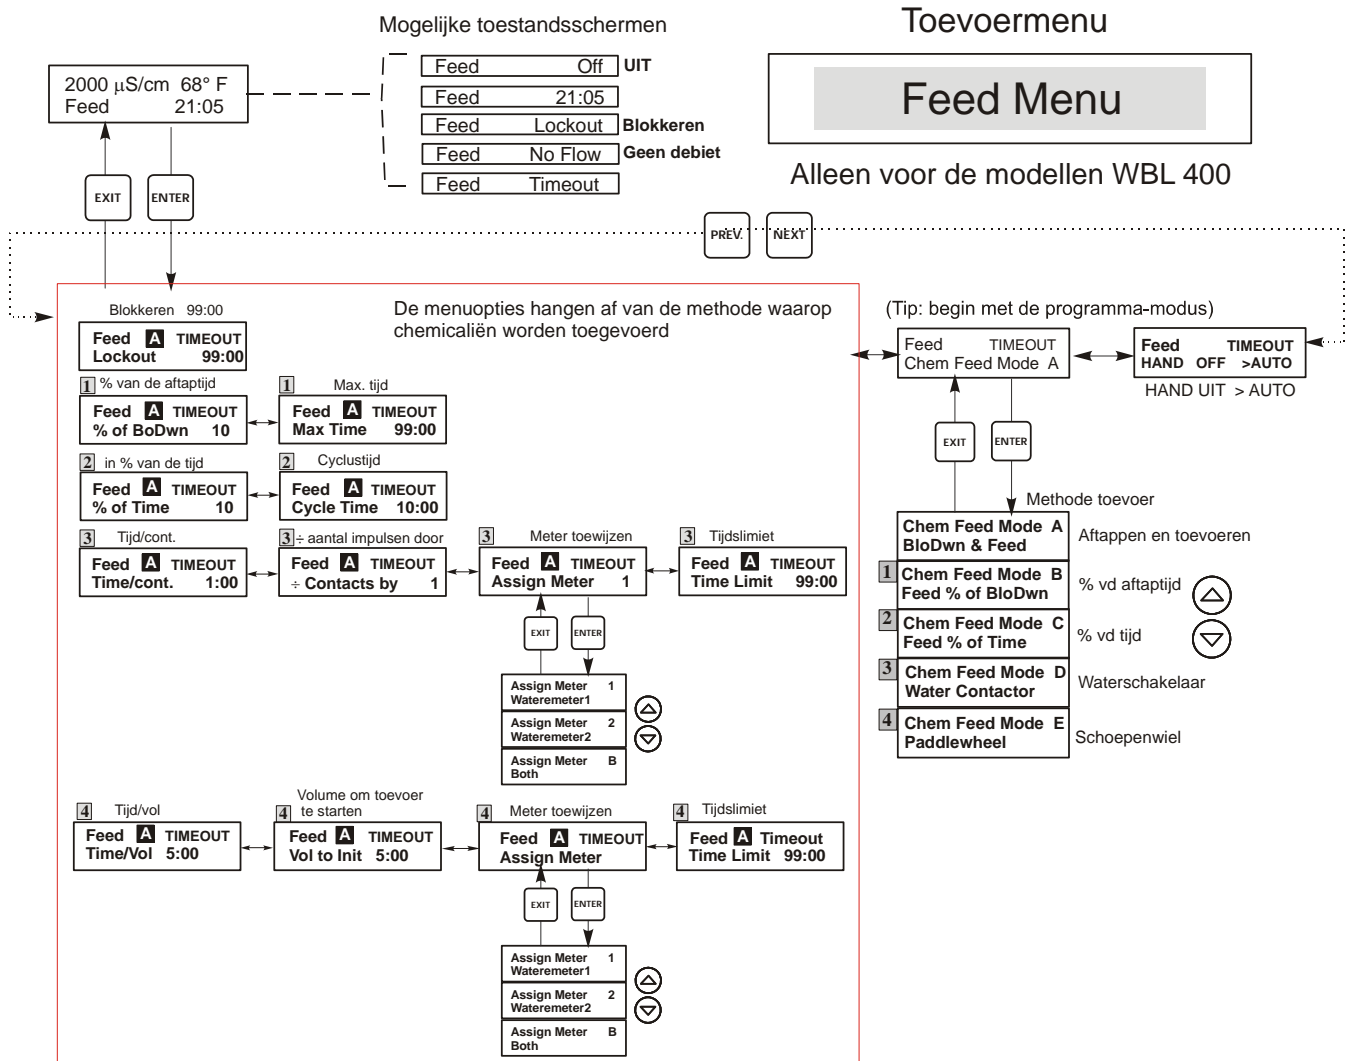 Toevoermenu
Mogelijke toestandsschermen
2000 µS/cm 68° F
Feed 21:05
Feed Off UIT
Feed 21:05
Feed Lockout Blokkeren
Feed No Flow Geen debiet
Feed Timeout
Feed Menu
Alleen voor de modellen WBL 400
EXIT ENTER
PREV. NEXT
Blokkeren 99:00
Feed A TIMEOUT
Lockout 99:00
De menuopties hangen af van de methode waarop
chemicaliën worden toegevoerd
1 % van de aftaptijd
Feed A TIMEOUT
% of BoDwn 10
1 Max. tijd
Feed A TIMEOUT
Max Time 99:00
2 in % van de tijd
Feed A TIMEOUT
% of Time 10
2 Cyclustijd
Feed A TIMEOUT
Cycle Time 10:00
3 Tijd/cont.
Feed A TIMEOUT
Time/cont. 1:00
3 ÷ aantal impulsen door
Feed A TIMEOUT
÷ Contacts by 1
3 Meter toewijzen
Feed A TIMEOUT
Assign Meter 1
3 Tijdslimiet
Feed A TIMEOUT
Time Limit 99:00
EXIT ENTER
Assign Meter 1
Wateremeter1
Assign Meter 2
Wateremeter2
Assign Meter B
Both
4 Tijd/vol
Feed A TIMEOUT
Time/Vol 5:00
4 Volume om toevoer
te starten
Feed A TIMEOUT
Vol to Init 5:00
4 Meter toewijzen
Feed A TIMEOUT
Assign Meter
4 Tijdslimiet
Feed A Timeout
Time Limit 99:00
EXIT ENTER
Assign Meter 1
Wateremeter1
Assign Meter 2
Wateremeter2
Assign Meter B
Both
(Tip: begin met de programma-modus)
Feed TIMEOUT
Chem Feed Mode A
Feed TIMEOUT
HAND OFF >AUTO
HAND UIT > AUTO
EXIT ENTER
Methode toevoer
Chem Feed Mode A
BloDwn & Feed
Aftappen en toevoeren
1 Chem Feed Mode B
Feed % of BloDwn
% vd aftaptijd
2 Chem Feed Mode C
Feed % of Time
% vd tijd
3 Chem Feed Mode D
Water Contactor
Waterschakelaar
4 Chem Feed Mode E
Paddlewheel
Schoepenwiel